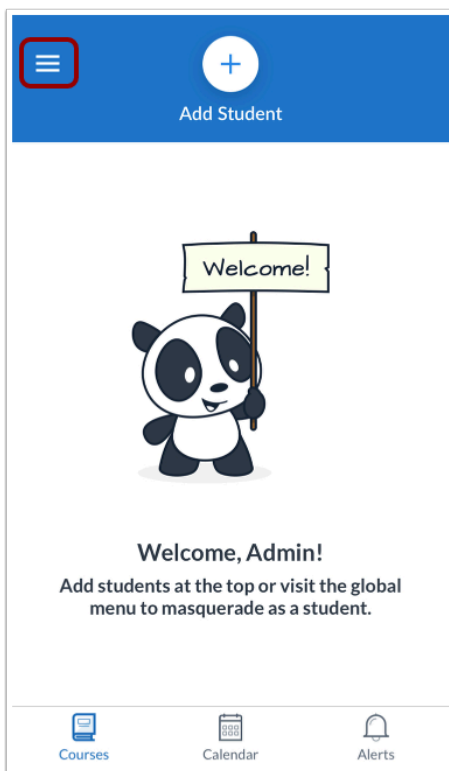 Add Student
Welcome!
Welcome, Admin!
Add students at the top or visit the global
menu to masquerade as a student.
Courses
Calendar
Alerts